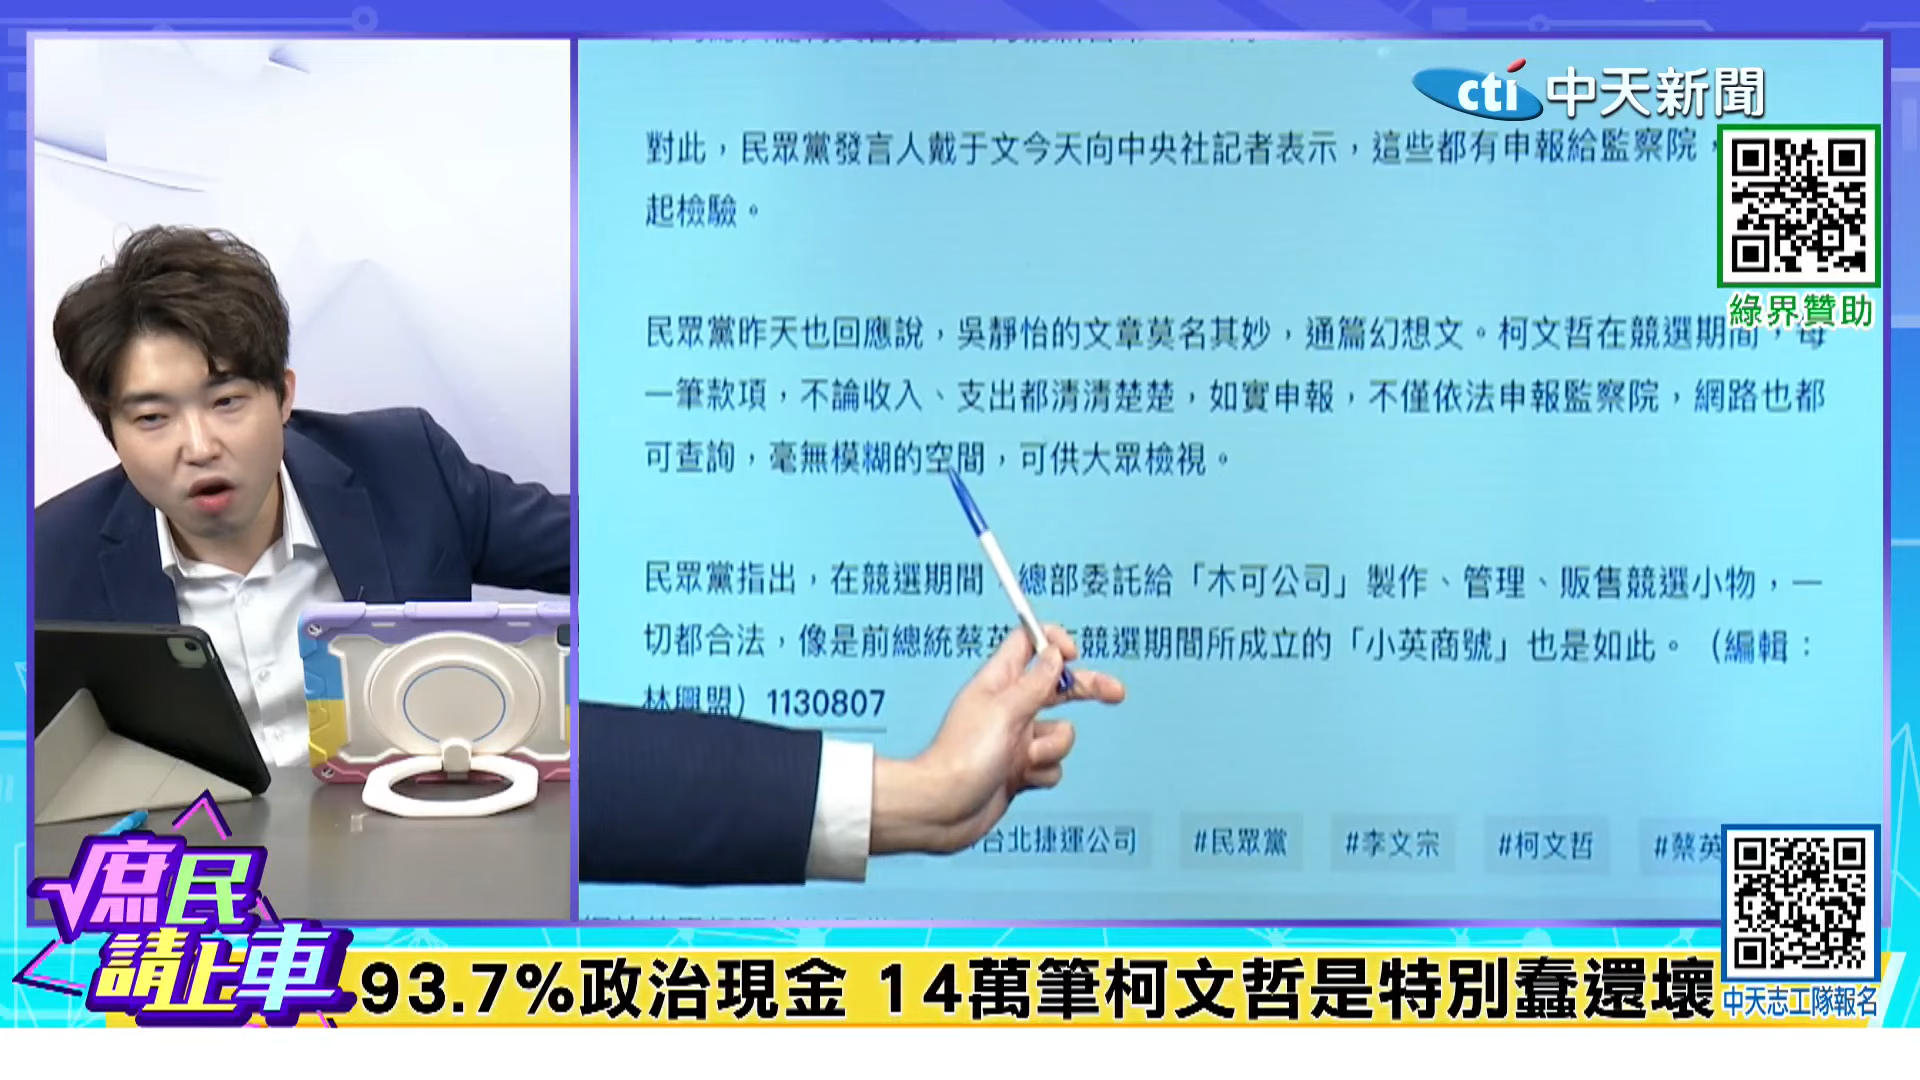 cti 中天新聞
對此，民眾黨發言人戴于文今天向中央社記者表示，這些都有申報給監察院，
起檢驗。
綠界贊助
民眾黨昨天也回應說，吳靜怡的文章莫名其妙，通篇幻想文。柯文哲在競選期間，每
一筆款項，不論收入、支出都清清楚楚，如實申報，不僅依法申報監察院，網路也都
可查詢，毫無模糊的空間，可供大眾檢視。
民眾黨指出，在競選期間，總部委託給「木可公司」製作、管理、販售競選小物，一
切都合法，像是前總統蔡英 競選期間所成立的「小英商號」也是如此。（編輯：
林興盟）1130807
台北捷運公司 #民眾黨 #李文宗 #柯文哲 #蔡英
庶民
請上車
93.7%政治現金 14萬筆柯文哲是特別蠢還壞
中天志工隊報名